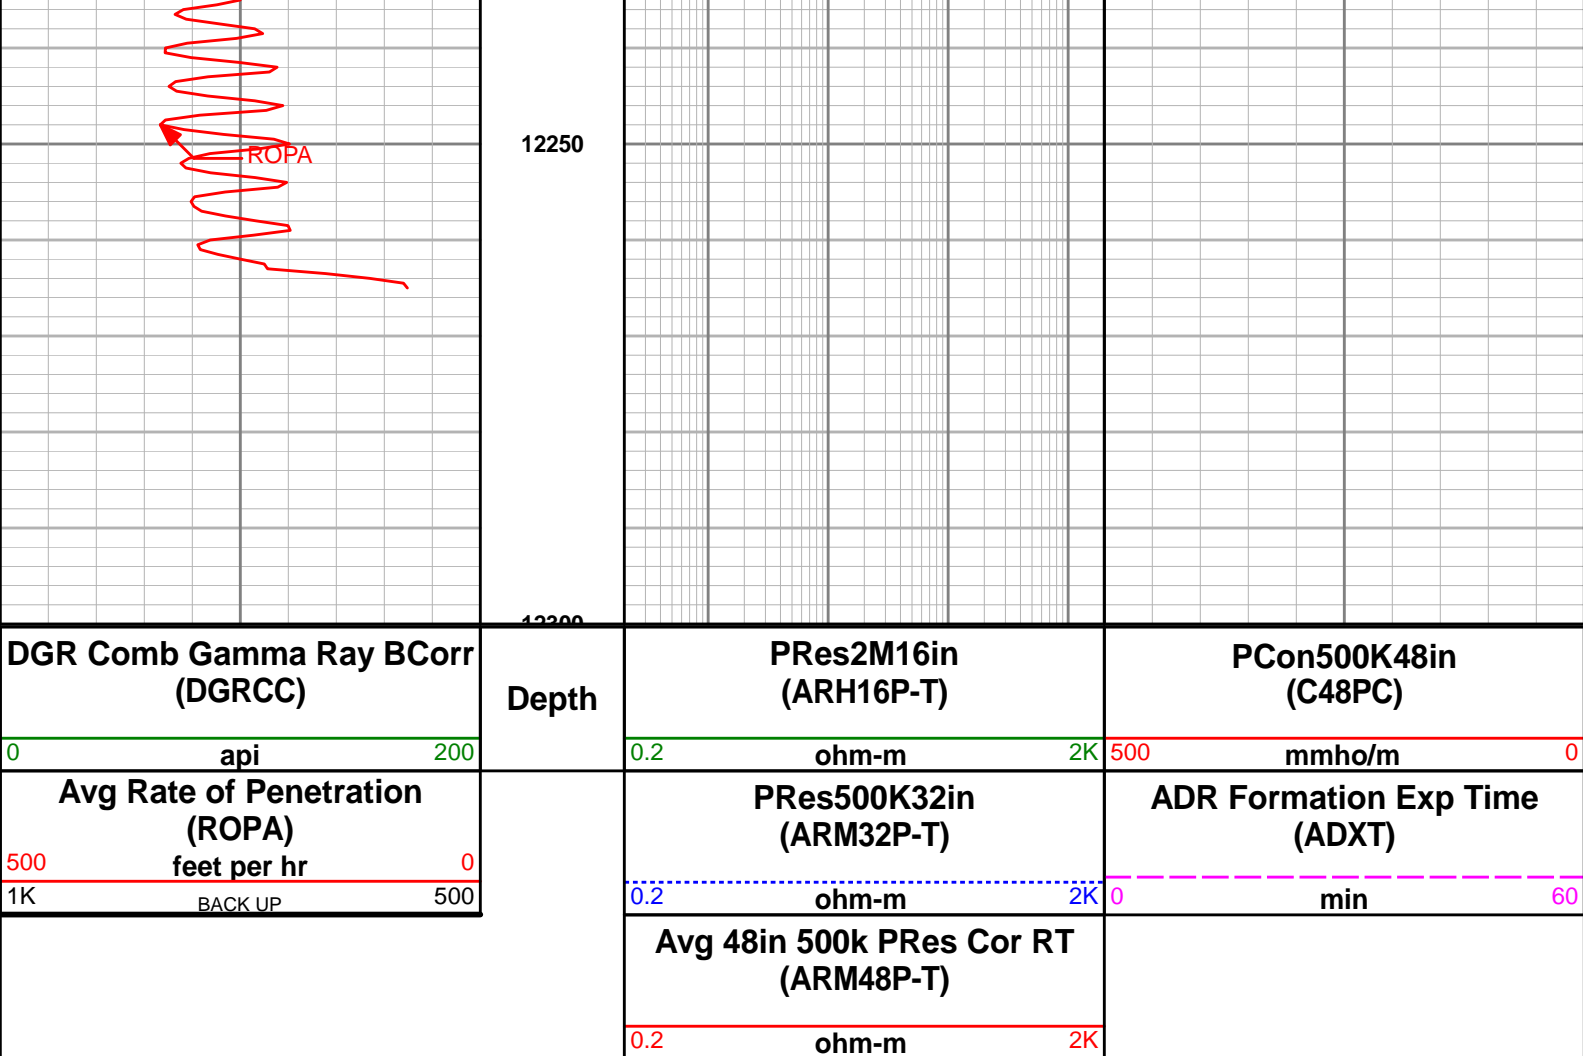 ROPA
12250
12300
DGR Comb Gamma Ray BCorr
(DGRCC)
0 api 200
Avg Rate of Penetration
(ROPA)
500 feet per hr 0
1K BACK UP 500
Depth
PRes2M16in
(ARH16P-T)
0.2 ohm-m 2K
PRes500K32in
(ARM32P-T)
0.2 ohm-m 2K
Avg 48in 500k PRes Cor RT
(ARM48P-T)
0.2 ohm-m 2K
PCon500K48in
(C48PC)
500 mmho/m 0
ADR Formation Exp Time
(ADXT)
0 min 60